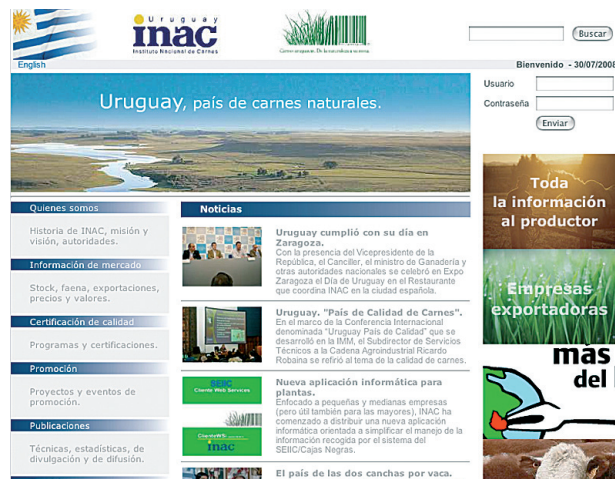 Uruguay
inac
Instituto Nacional de Carnes
Buscar
English
Bienvenido - 30/07/2008
Usuario
Contraseña
Enviar
Uruguay, país de carnes naturales.
Quienes somos
Historia de INAC, misión y
visión, autoridades.
Información de mercado
Stock, faena, exportaciones,
precios y valores.
Certificación de calidad
Programas y certificaciones.
Promoción
Proyectos y eventos de
promoción.
Publicaciones
Técnicas, estadísticas, de
divulgación y de difusión.
Noticias
Uruguay cumplió con su día en
Zaragoza.
Con la presencia del Vicepresidente de la
República, el Canciller, el ministro de Ganadería y
otras autoridades nacionales se celebró en Expo
Zaragoza el Día de Uruguay en el Restaurante
que coordina INAC en la ciudad española.
Uruguay. "País de Calidad de Carnes".
En el marco de la Conferencia Internacional
denominada "Uruguay País de Calidad" que se
desarrolló en la IMM, el Subdirector de Servicios
Técnicos a la Cadena Agroindustrial Ricardo
Robaina se refirió al tema de la calidad de carnes.
SEIIC
Cliente Web Services
ClienteWS
inac
Nueva aplicación informática para
plantas.
Enfocado a pequeñas y medianas empresas
(pero útil también para las mayores), INAC ha
comenzado a distribuir una nueva aplicación
informática orientada a simplificar el manejo de la
información recogida por el sistema del
SEIIC/Cajas Negras.
El país de las dos canchas por vaca.
Toda
la información
al productor
Empresas
exportadoras
más
del